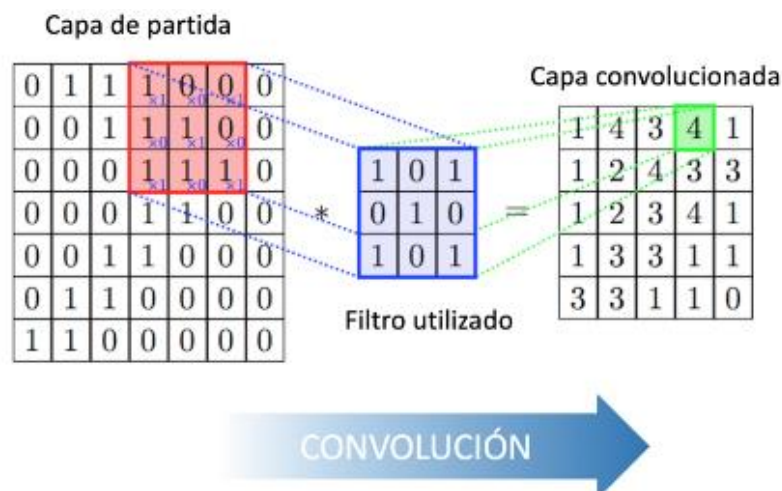 Capa de partida
Capa convolucionada
0 1 1 1 0 0 0
0 0 1 1 1 0 0
0 0 0 1 1 1 0
0 0 0 1 1 0 0
0 0 1 1 0 0 0
0 1 1 0 0 0 0
1 1 0 0 0 0 0
×1 ×0 ×1
×0 ×1 ×0
×1 ×0 ×1
*
1 0 1
0 1 0
1 0 1
=
1 4 3 4 1
1 2 4 3 3
1 2 3 4 1
1 3 3 1 1
3 3 1 1 0
Filtro utilizado
CONVOLUCIÓN